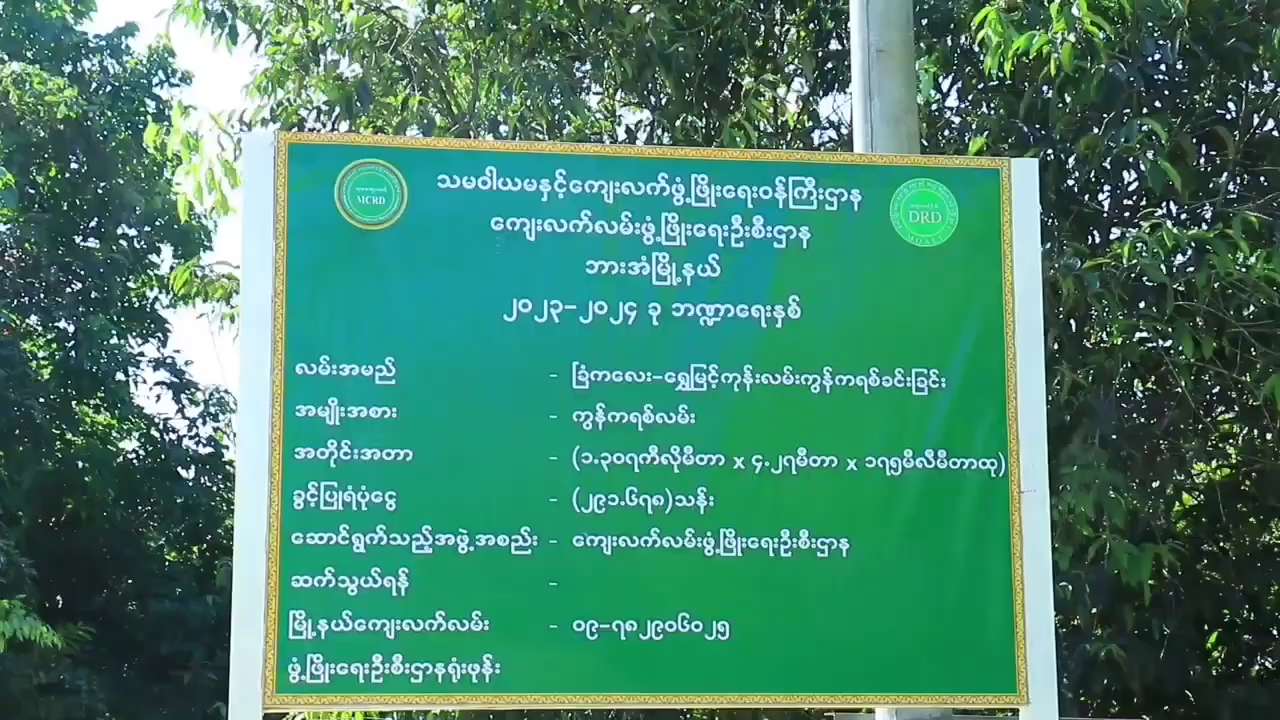 သမဝါယမနှင့်ကျေးလက်ဖွံ့ဖြိုးရေးဝန်ကြီးဌာန
MCRD
DRD
ကျေးလက်လမ်းဖွံ့ဖြိုးရေးဦးစီးဌာန
ဘားအံမြို့နယ်
၂၀၂၃-၂၀၂၄ ခု ဘဏ္ဍာရေးနှစ်
လမ်းအမည် - ခြံကလေး-ရွှေမြင့်ကုန်းလမ်းကွန်ကရစ်ခင်းခြင်း
အမျိုးအစား - ကွန်ကရစ်လမ်း
အတိုင်းအတာ - (၁.၃၀၇ကီလိုမီတာ x ၄.၂၇မီတာ x ၁၇၅မီလီမီတာထု)
ခွင့်ပြုရံပုံငွေ - (၂၉၁.၆၇၈)သန်း
ဆောင်ရွက်သည့်အဖွဲ့အစည်း - ကျေးလက်လမ်းဖွံ့ဖြိုးရေးဦးစီးဌာန
ဆက်သွယ်ရန် -
မြို့နယ်ကျေးလက်လမ်း - ၀၉-၇၈၂၉၀၆၀၂၅
ဖွံ့ဖြိုးရေးဦးစီးဌာနရုံးဖုန်း